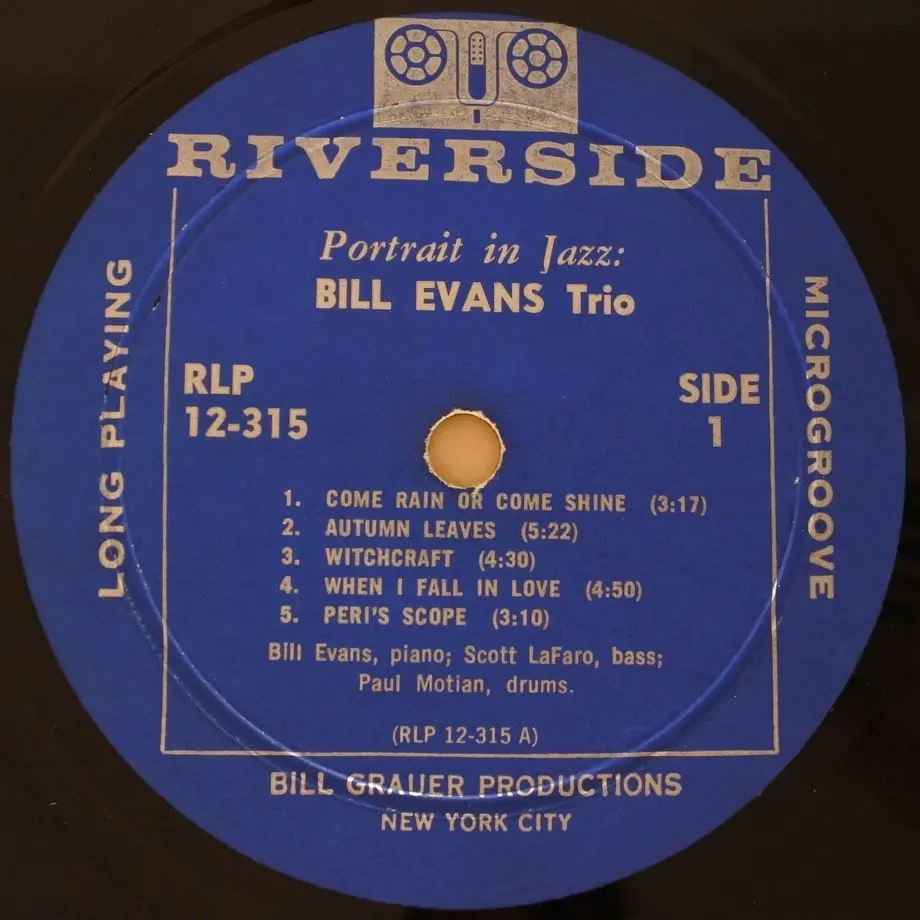 RIVERSIDE
Portrait in Jazz:
BILL EVANS Trio
LONG PLAYING
MICROGROOVE
RLP
12-315
SIDE
1
1. COME RAIN OR COME SHINE (3:17)
2. AUTUMN LEAVES (5:22)
3. WITCHCRAFT (4:30)
4. WHEN I FALL IN LOVE (4:50)
5. PERI'S SCOPE (3:10)
Bill Evans, piano; Scott LaFaro, bass;
Paul Motian, drums.
(RLP 12-315 A)
BILL GRAUER PRODUCTIONS
NEW YORK CITY